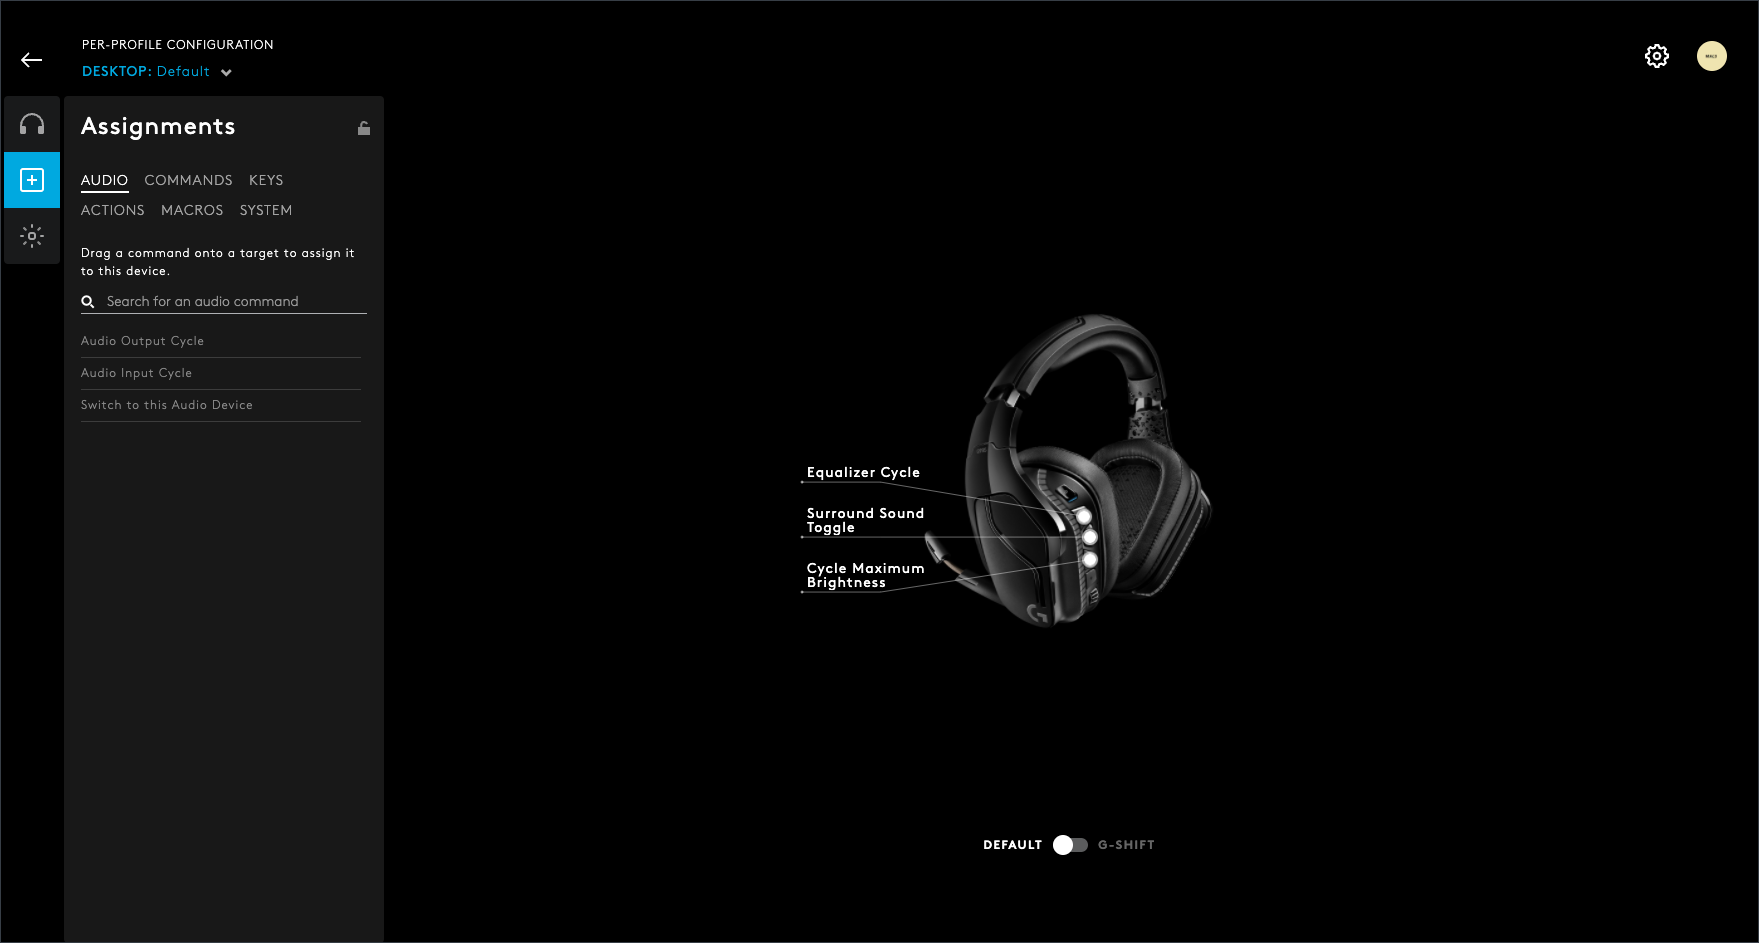 PER-PROFILE CONFIGURATION
DESKTOP: Default
Assignments
AUDIO COMMANDS KEYS
ACTIONS MACROS SYSTEM
Drag a command onto a target to assign it
to this device.
Search for an audio command
Audio Output Cycle
Audio Input Cycle
Switch to this Audio Device
Equalizer Cycle
Surround Sound
Toggle
Cycle Maximum
Brightness
DEFAULT G-SHIFT